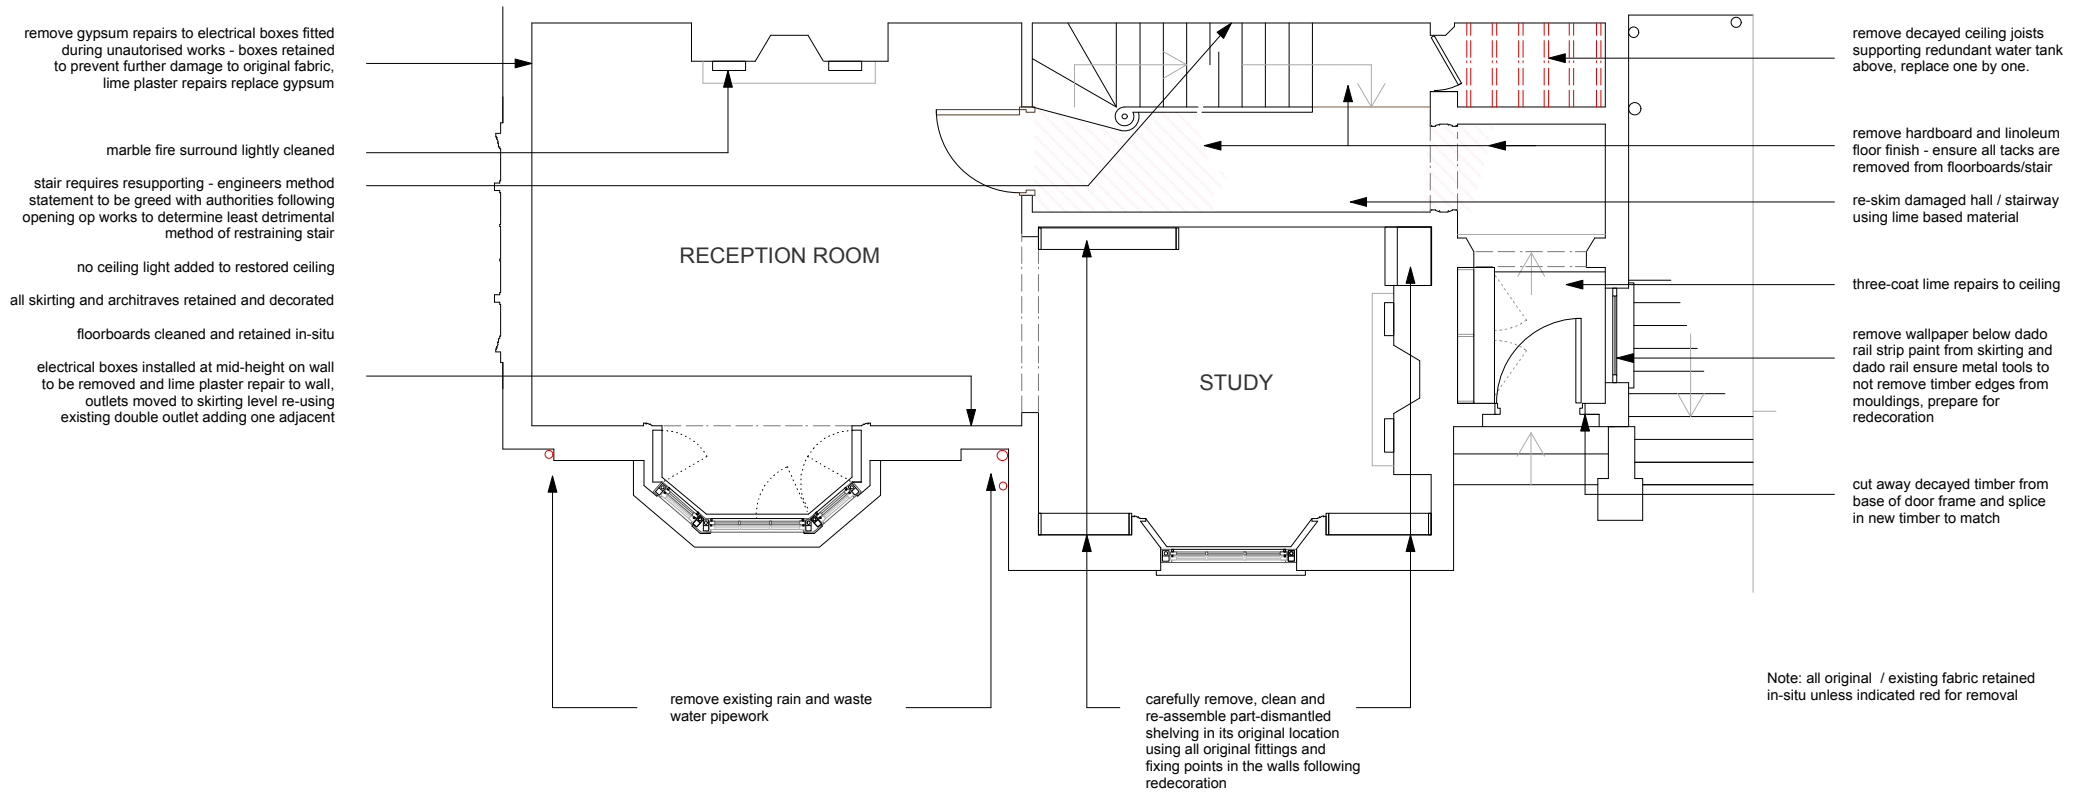 remove gypsum repairs to electrical boxes fitted
during unautorised works - boxes retained
to prevent further damage to original fabric,
lime plaster repairs replace gypsum
marble fire surround lightly cleaned
stair requires resupporting - engineers method
statement to be greed with authorities following
opening op works to determine least detrimental
method of restraining stair
no ceiling light added to restored ceiling
all skirting and architraves retained and decorated
floorboards cleaned and retained in-situ
electrical boxes installed at mid-height on wall
to be removed and lime plaster repair to wall,
outlets moved to skirting level re-using
existing double outlet adding one adjacent
RECEPTION ROOM
STUDY
remove decayed ceiling joists
supporting redundant water tank
above, replace one by one.
remove hardboard and linoleum
floor finish - ensure all tacks are
removed from floorboards/stair
re-skim damaged hall / stairway
using lime based material
three-coat lime repairs to ceiling
remove wallpaper below dado
rail strip paint from skirting and
dado rail ensure metal tools to
not remove timber edges from
mouldings, prepare for
redecoration
cut away decayed timber from
base of door frame and splice
in new timber to match
remove existing rain and waste
water pipework
carefully remove, clean and
re-assemble part-dismantled
shelving in its original location
using all original fittings and
fixing points in the walls following
redecoration
Note: all original / existing fabric retained
in-situ unless indicated red for removal